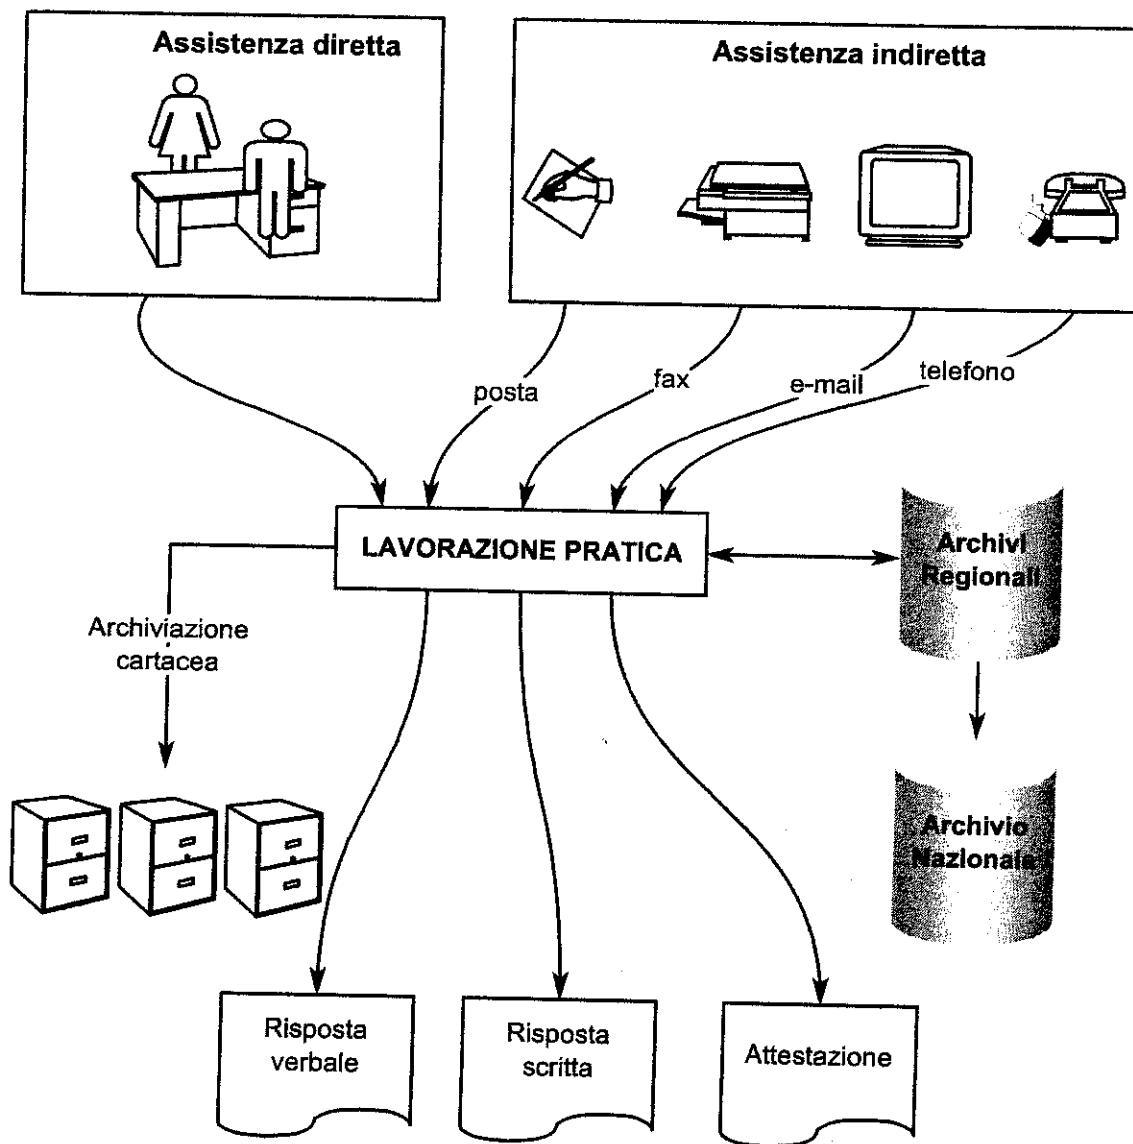 Assistenza diretta
Assistenza indiretta
posta
fax
e-mail
telefono
LAVORAZIONE PRATICA
Archivi
Regionali
Archiviazione
cartacea
Archivio
Nazionale
Risposta
verbale
Risposta
scritta
Attestazione